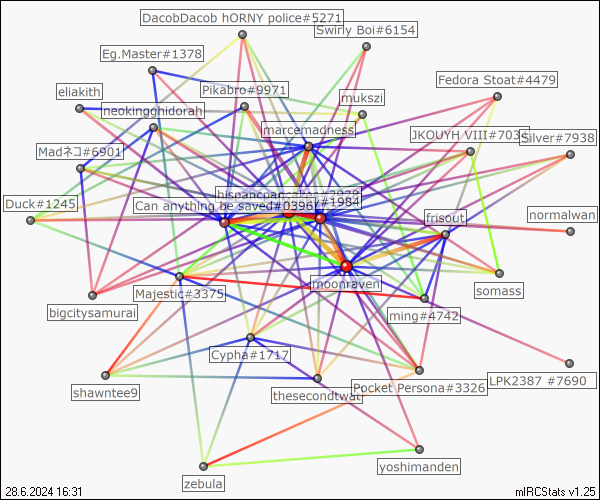 DacobDacob hORNY police#5271
Swirly Boi#6154
Eg.Master#1378
Fedora Stoat#4479
eliakith
Pikabro#9971
mukszi
neokingghidorah
marcemadness
JKOUYH VIII#7034
Silver#7938
Madネコ#6901
Duck#1245
Can anything be saved#0396
#1984
frisout
normalwan
moonraven
somass
Majestic#3375
bigcitysamurai
ming#4742
Cypha#1717
Pocket Persona#3326
LPK2387 #7690
shawntee9
thesecondtwat
yoshimanden
zebula
28.6.2024 16:31
mIRCStats v1.25